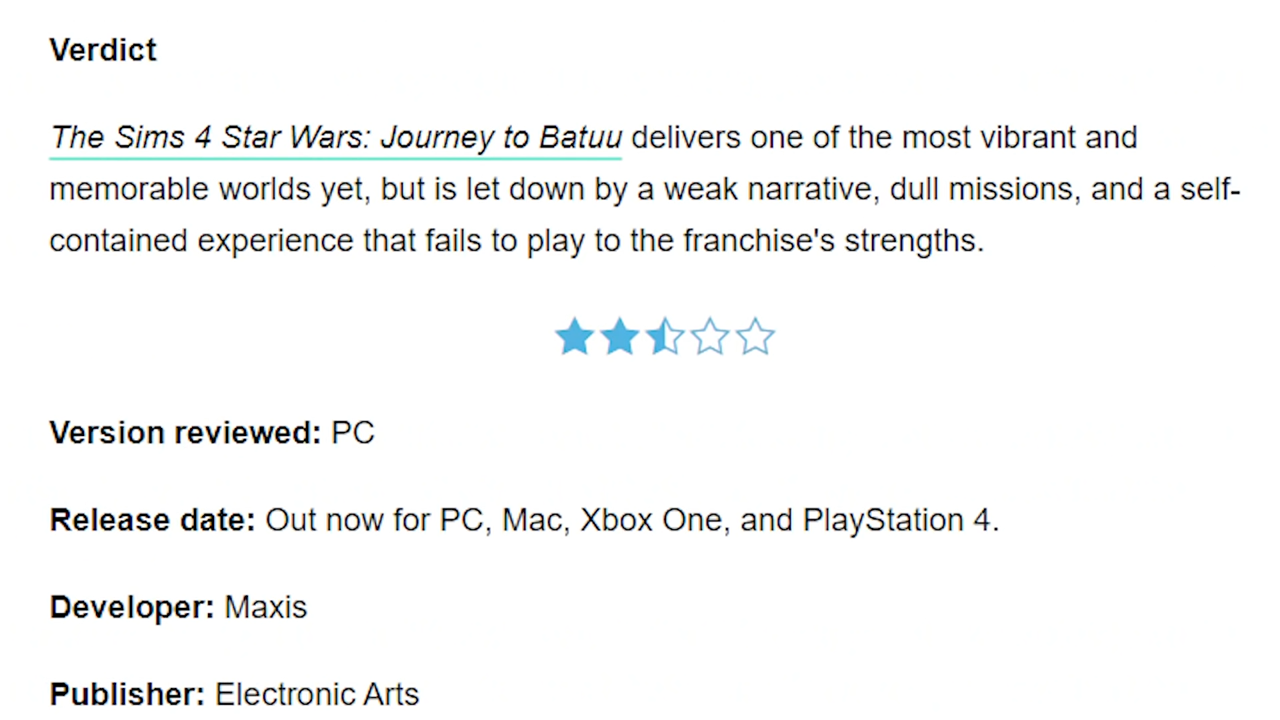 Verdict
The Sims 4 Star Wars: Journey to Batuu delivers one of the most vibrant and
memorable worlds yet, but is let down by a weak narrative, dull missions, and a self-
contained experience that fails to play to the franchise's strengths.
Version reviewed: PC
Release date: Out now for PC, Mac, Xbox One, and PlayStation 4.
Developer: Maxis
Publisher: Electronic Arts